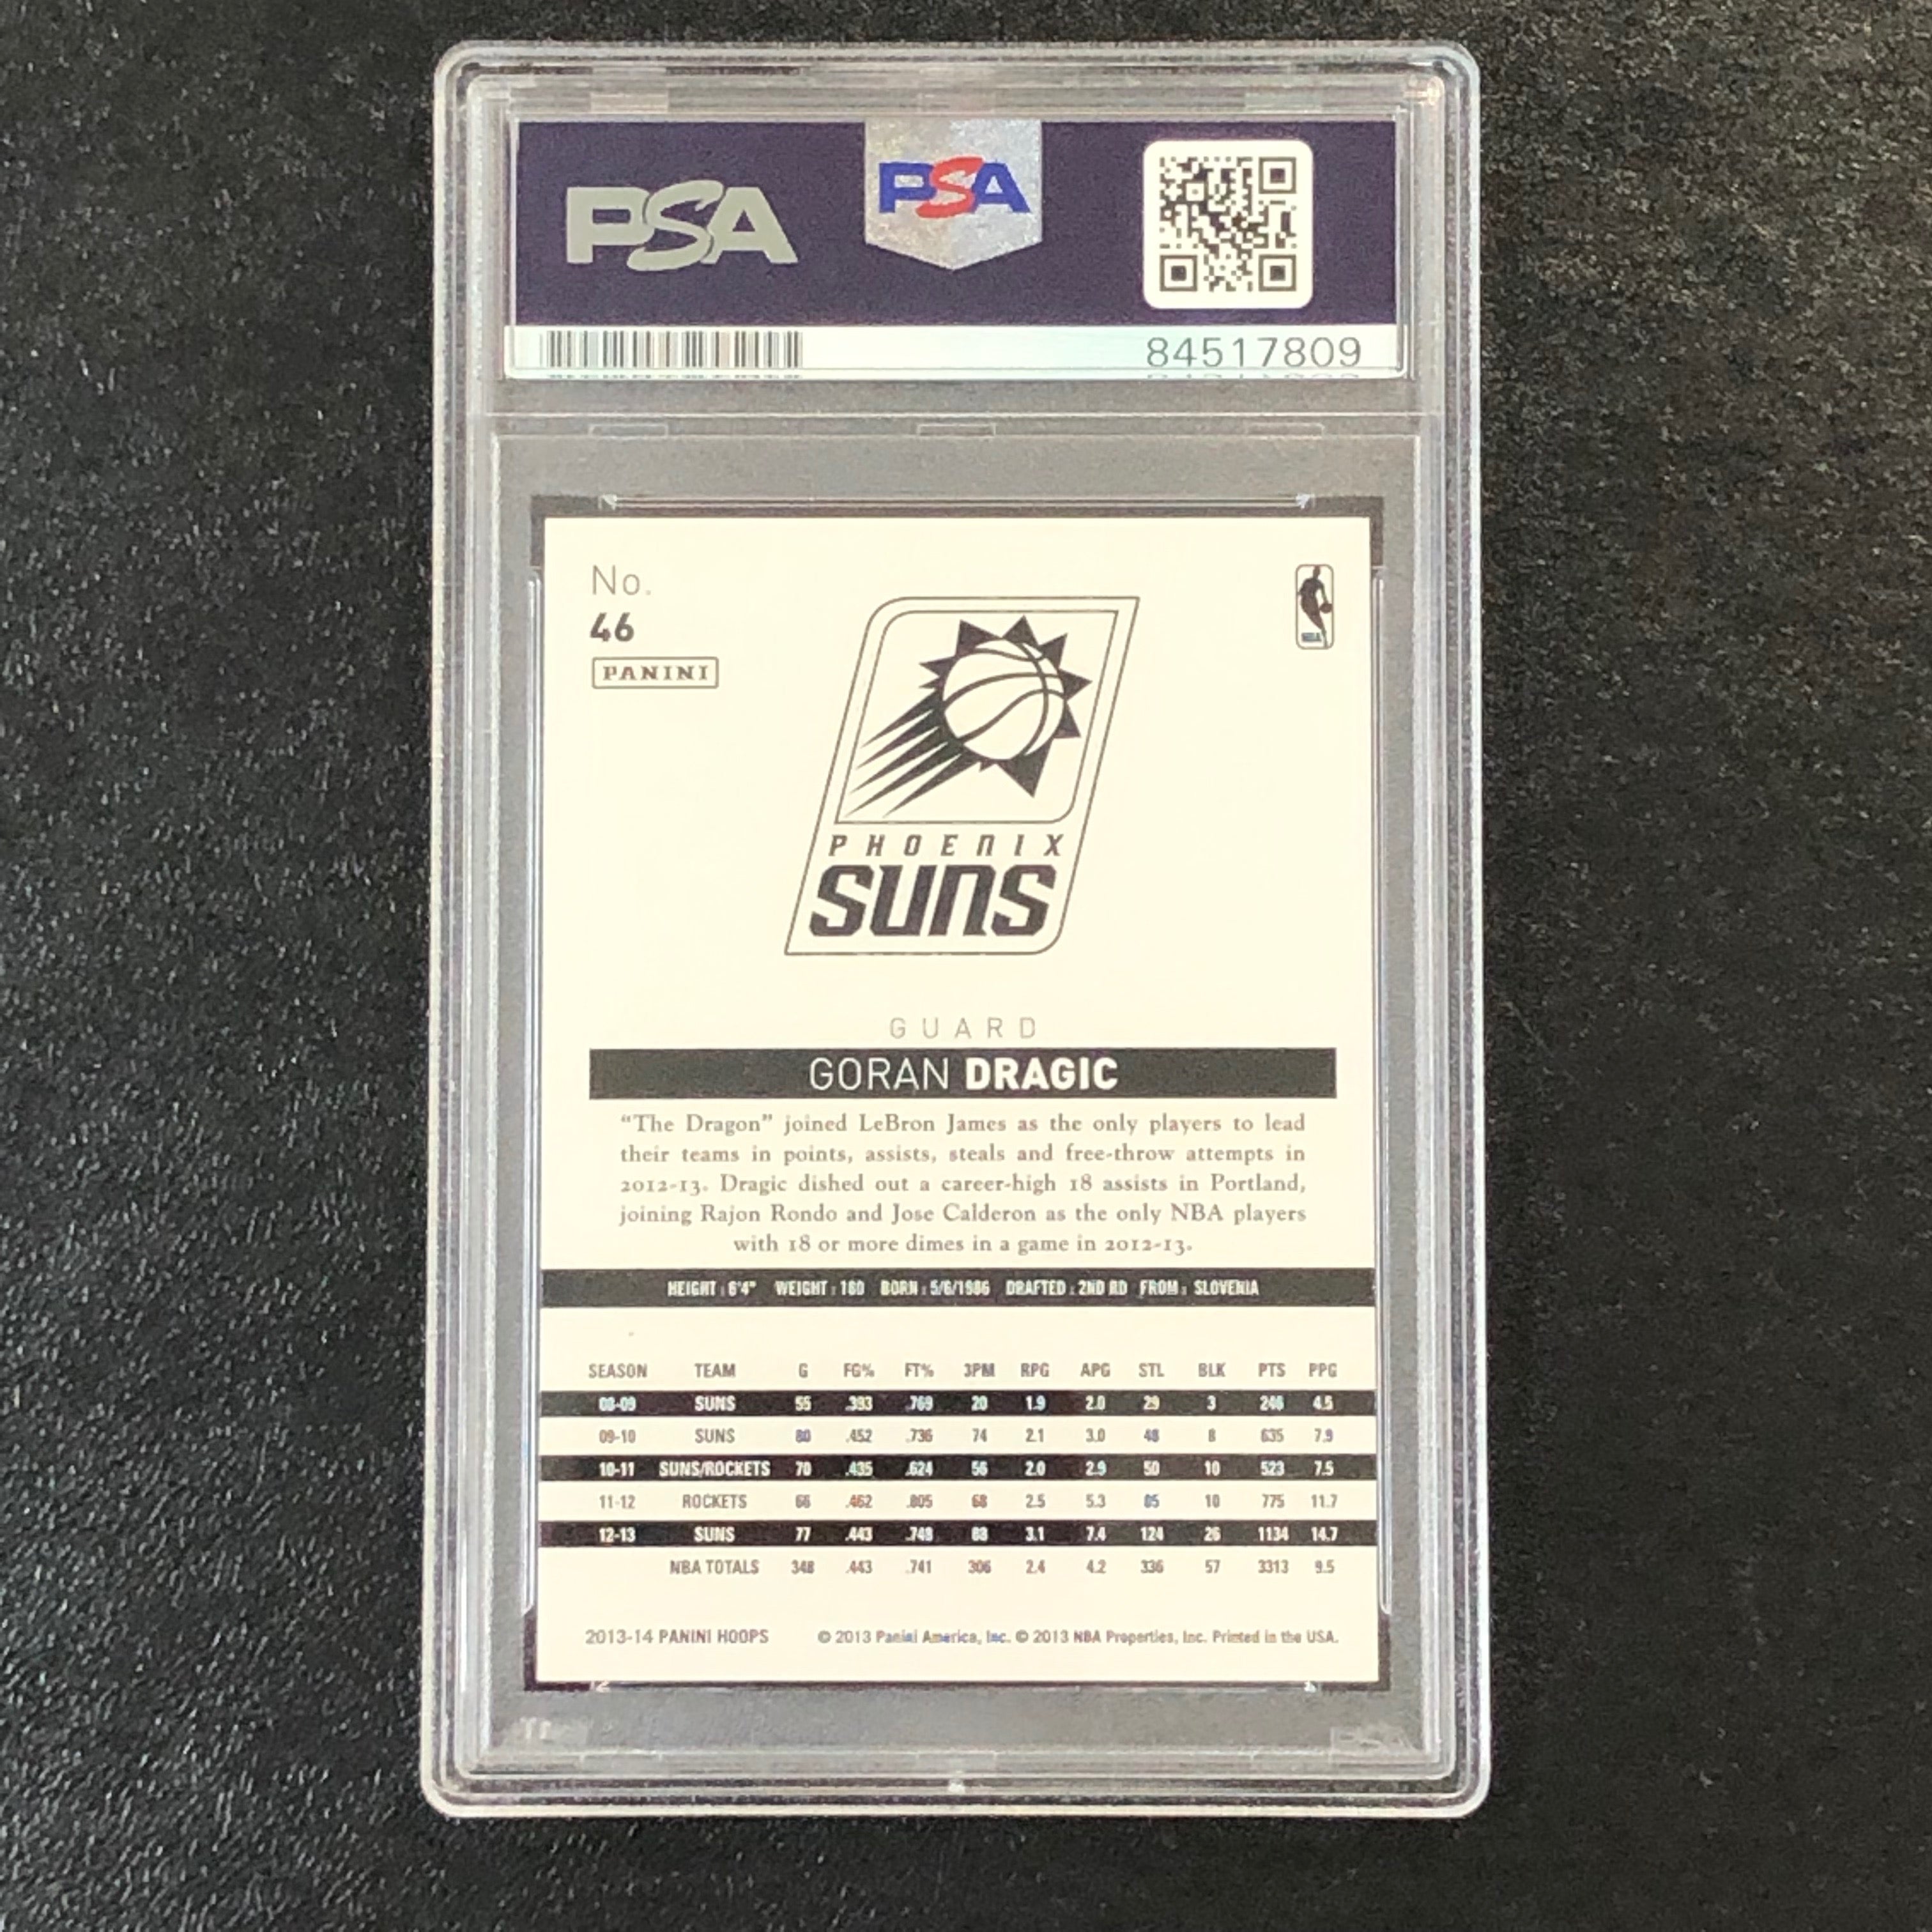 PSA
PSA
84517809
No.
46
PANINI
NBA
PHOENIX
SUNS
GUARD
GORAN DRAGIC
“The Dragon” joined LeBron James as the only players to lead
their teams in points, assists, steals and free-throw attempts in
2012-13. Dragic dished out a career-high 18 assists in Portland,
joining Rajon Rondo and Jose Calderon as the only NBA players
with 18 or more dimes in a game in 2012-13.
HEIGHT : 6'4" WEIGHT : 180 BORN : 5/6/1986 DRAFTED : 2ND RD FROM : SLOVENIA
SEASON TEAM G FG% FT% 3PM RPG APG STL BLK PTS PPG
08-09 SUNS 55 .393 .769 20 1.9 2.0 29 3 246 4.5
09-10 SUNS 80 .452 .736 74 2.1 3.0 48 8 635 7.9
10-11 SUNS/ROCKETS 70 .435 .624 56 2.0 2.9 50 10 523 7.5
11-12 ROCKETS 66 .462 .805 68 2.5 5.3 85 10 775 11.7
12-13 SUNS 77 .443 .748 88 3.1 7.4 124 26 1134 14.7
NBA TOTALS 348 .443 .741 306 2.4 4.2 336 57 3313 9.5
2013-14 PANINI HOOPS © 2013 Panini America, Inc. © 2013 NBA Properties, Inc. Printed in the USA.